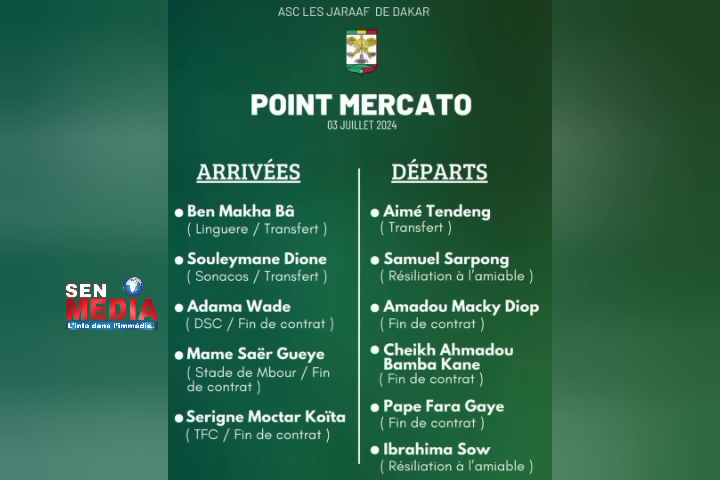 ASC LES JARAAF DE DAKAR
POINT MERCATO
03 JUILLET 2024
ARRIVÉES
Ben Makha Bâ
( Linguere / Transfert )
Souleymane Dione
( Sonacos / Transfert )
Adama Wade
( DSC / Fin de contrat )
Mame Saër Gueye
( Stade de Mbour / Fin
de contrat )
Serigne Moctar Koïta
( TFC / Fin de contrat )
DÉPARTS
Aimé Tendeng
( Transfert )
Samuel Sarpong
( Résiliation à l'amiable )
Amadou Macky Diop
( Fin de contrat )
Cheikh Ahmadou
Bamba Kane
( Fin de contrat )
Pape Fara Gaye
( Fin de contrat )
Ibrahima Sow
( Résiliation à l'amiable )
SEN
MEDIA
L'info dans l'immédia.